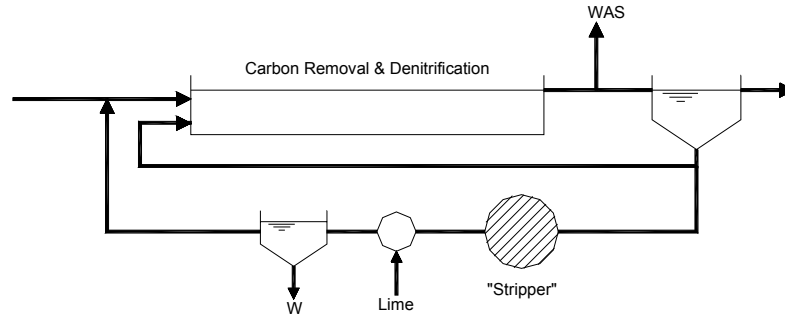 WAS
Carbon Removal & Denitrification
"Stripper"
Lime
W